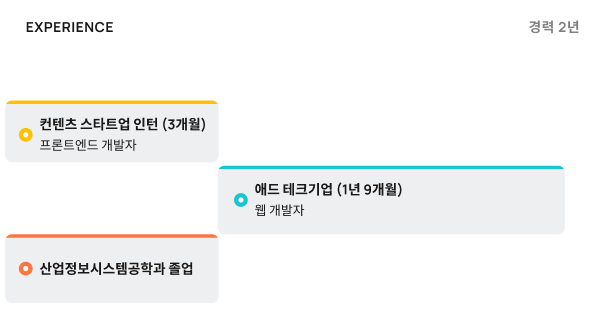 EXPERIENCE
경력 2년
컨텐츠 스타트업 인턴 (3개월)
프론트엔드 개발자
애드 테크기업 (1년 9개월)
웹 개발자
산업정보시스템공학과 졸업